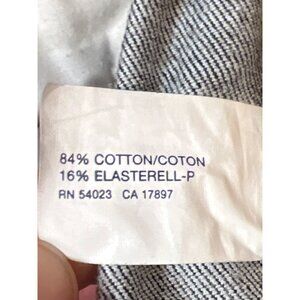 84% COTTON/COTON
16% ELASTERELL-P
RN 54023 CA 17897